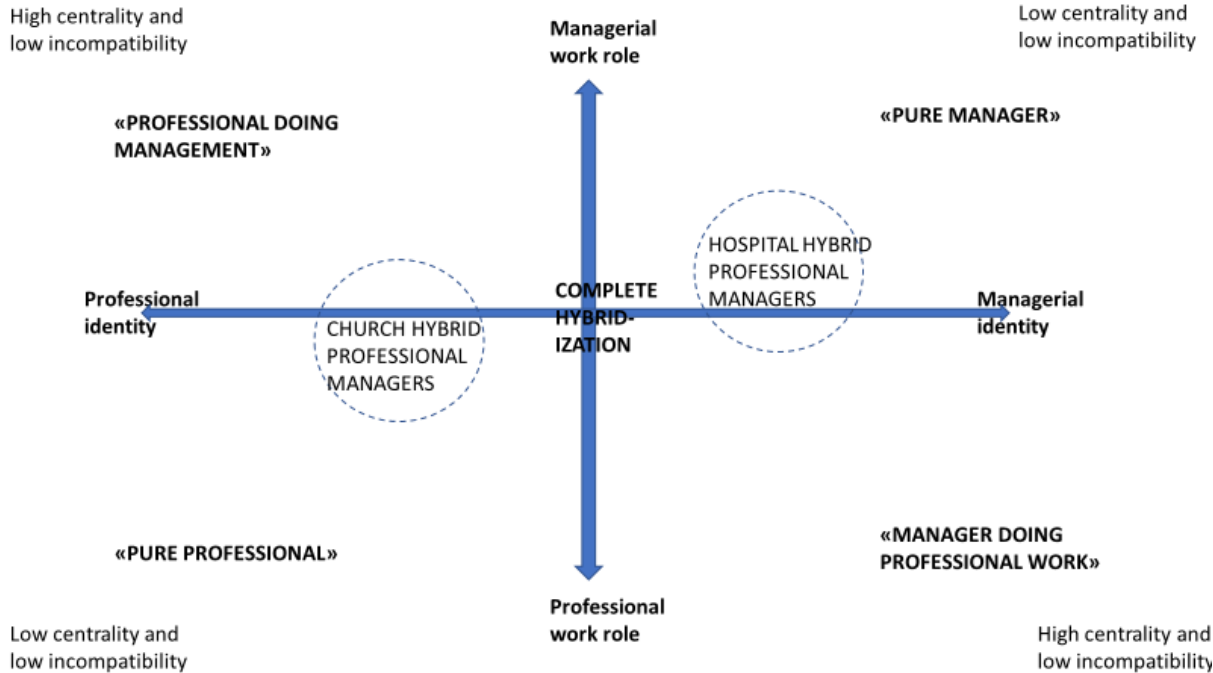 High centrality and
low incompatibility
Managerial
work role
Low centrality and
low incompatibility
«PROFESSIONAL DOING
MANAGEMENT»
«PURE MANAGER»
Professional
identity
CHURCH HYBRID
PROFESSIONAL
MANAGERS
COMPLETE
HYBRID-
IZATION
HOSPITAL HYBRID
PROFESSIONAL
MANAGERS
Managerial
identity
«PURE PROFESSIONAL»
«MANAGER DOING
PROFESSIONAL WORK»
Low centrality and
low incompatibility
Professional
work role
High centrality and
low incompatibility